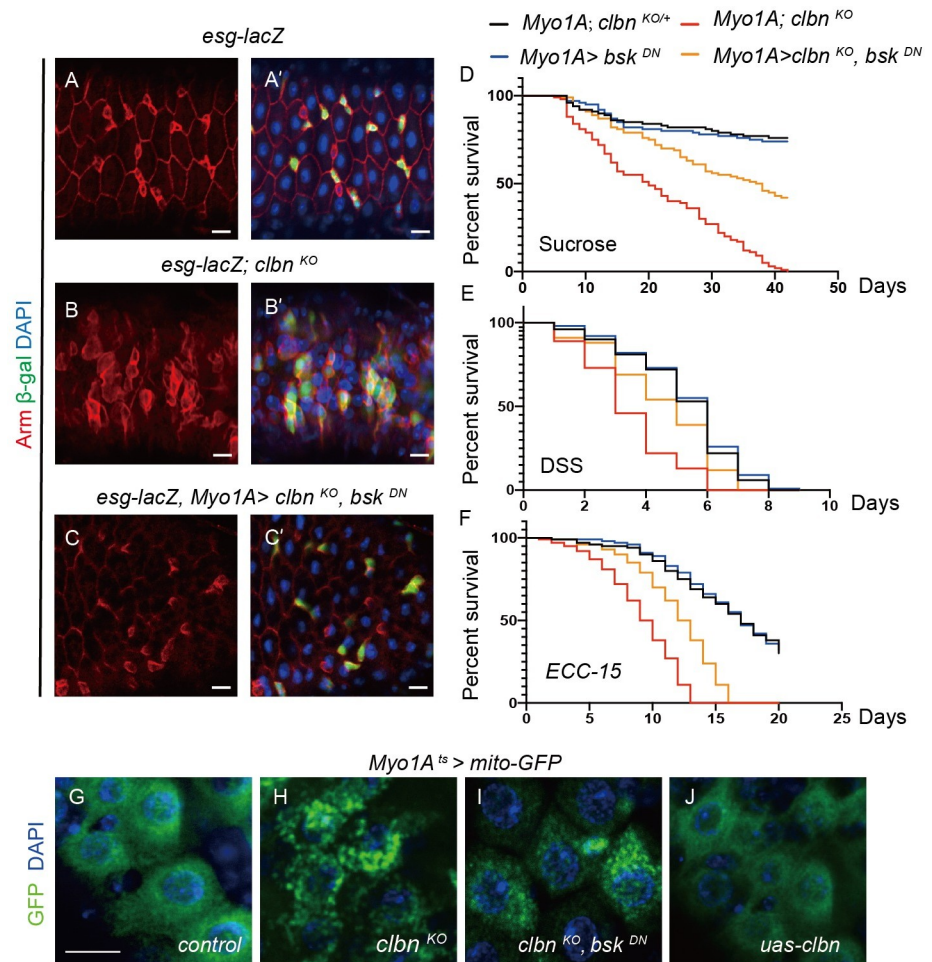 esg-lacZ
Myo1A; clbn KO/+
Myo1A; clbn KO
Myo1A> bsk DN
Myo1A>clbn KO, bsk DN
Arm β-gal DAPI
A
A'
esg-lacZ; clbn KO
B
B'
esg-lacZ, Myo1A> clbn KO, bsk DN
C
C'
D
Percent survival
100
50
0
Sucrose
0 10 20 30 40 50
Days
E
Percent survival
100
50
0
DSS
0 2 4 6 8 10
Days
F
Percent survival
100
50
0
ECC-15
0 5 10 15 20 25
Days
Myo1A ts > mito-GFP
GFP DAPI
G
control
H
clbn KO
I
clbn KO, bsk DN
J
uas-clbn